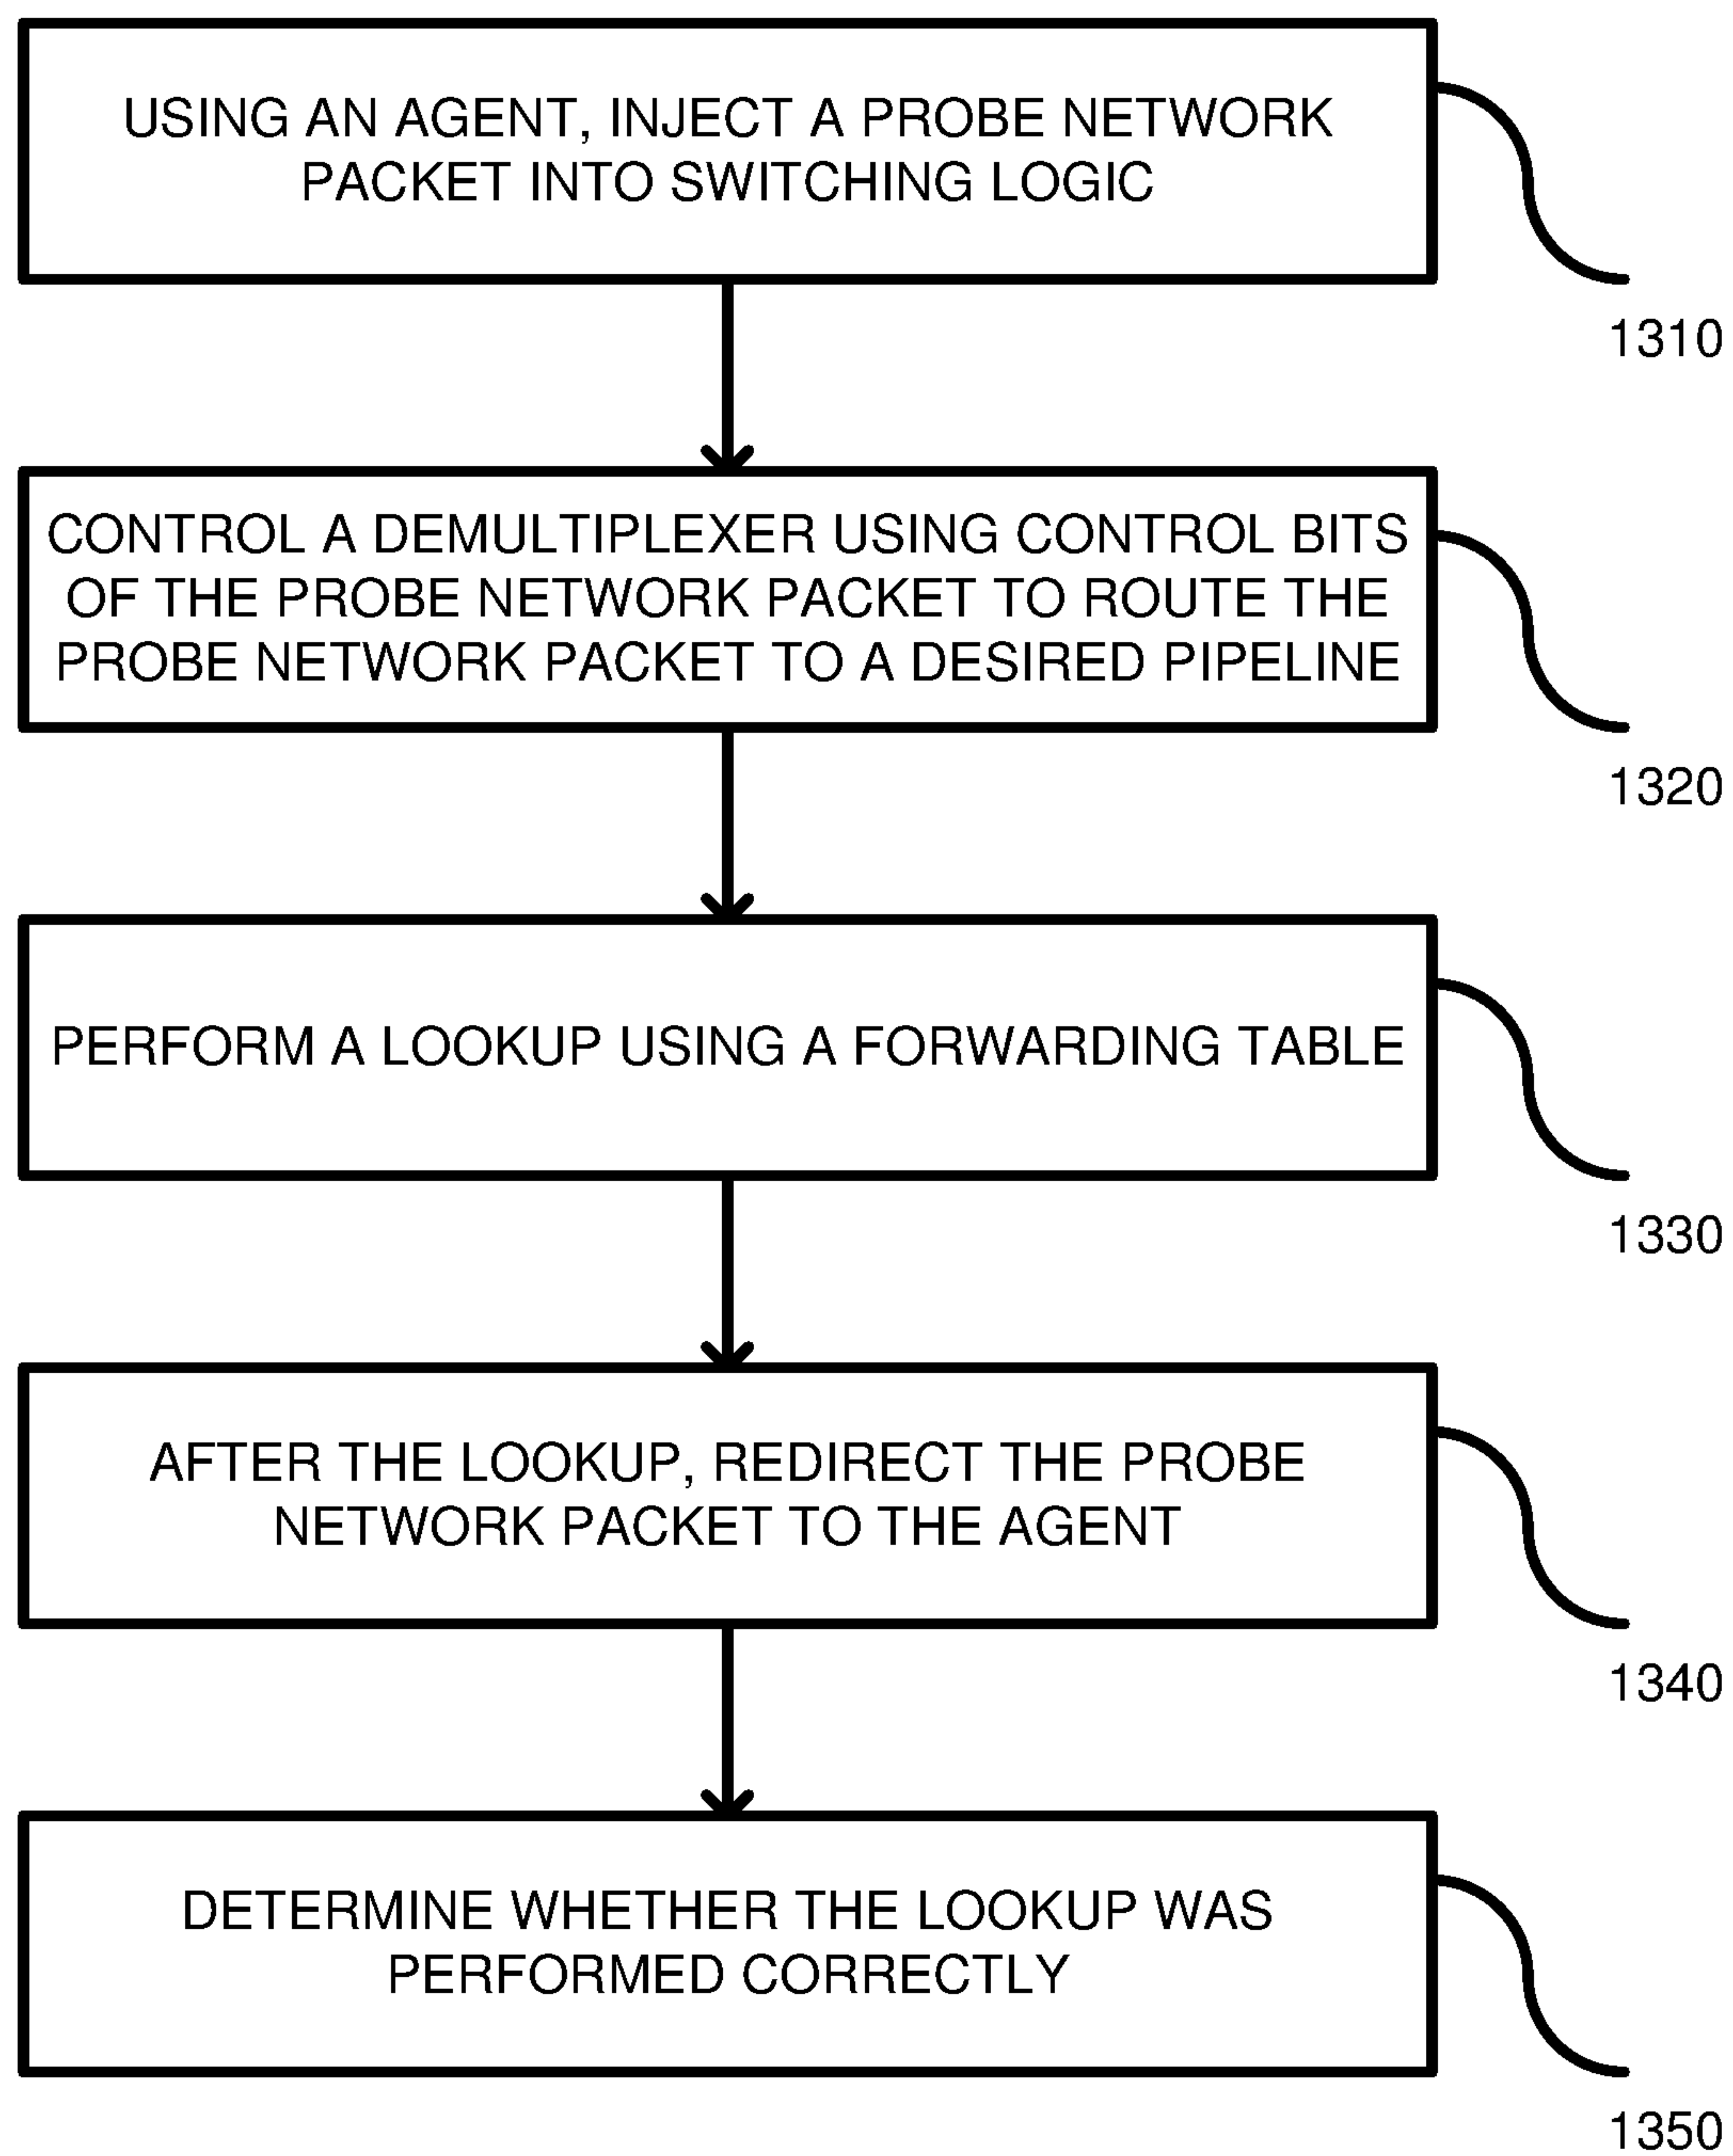 USING AN AGENT, INJECT A PROBE NETWORK
PACKET INTO SWITCHING LOGIC
1310
CONTROL A DEMULTIPLEXER USING CONTROL BITS
OF THE PROBE NETWORK PACKET TO ROUTE THE
PROBE NETWORK PACKET TO A DESIRED PIPELINE
1320
PERFORM A LOOKUP USING A FORWARDING TABLE
1330
AFTER THE LOOKUP, REDIRECT THE PROBE
NETWORK PACKET TO THE AGENT
1340
DETERMINE WHETHER THE LOOKUP WAS
PERFORMED CORRECTLY
1350